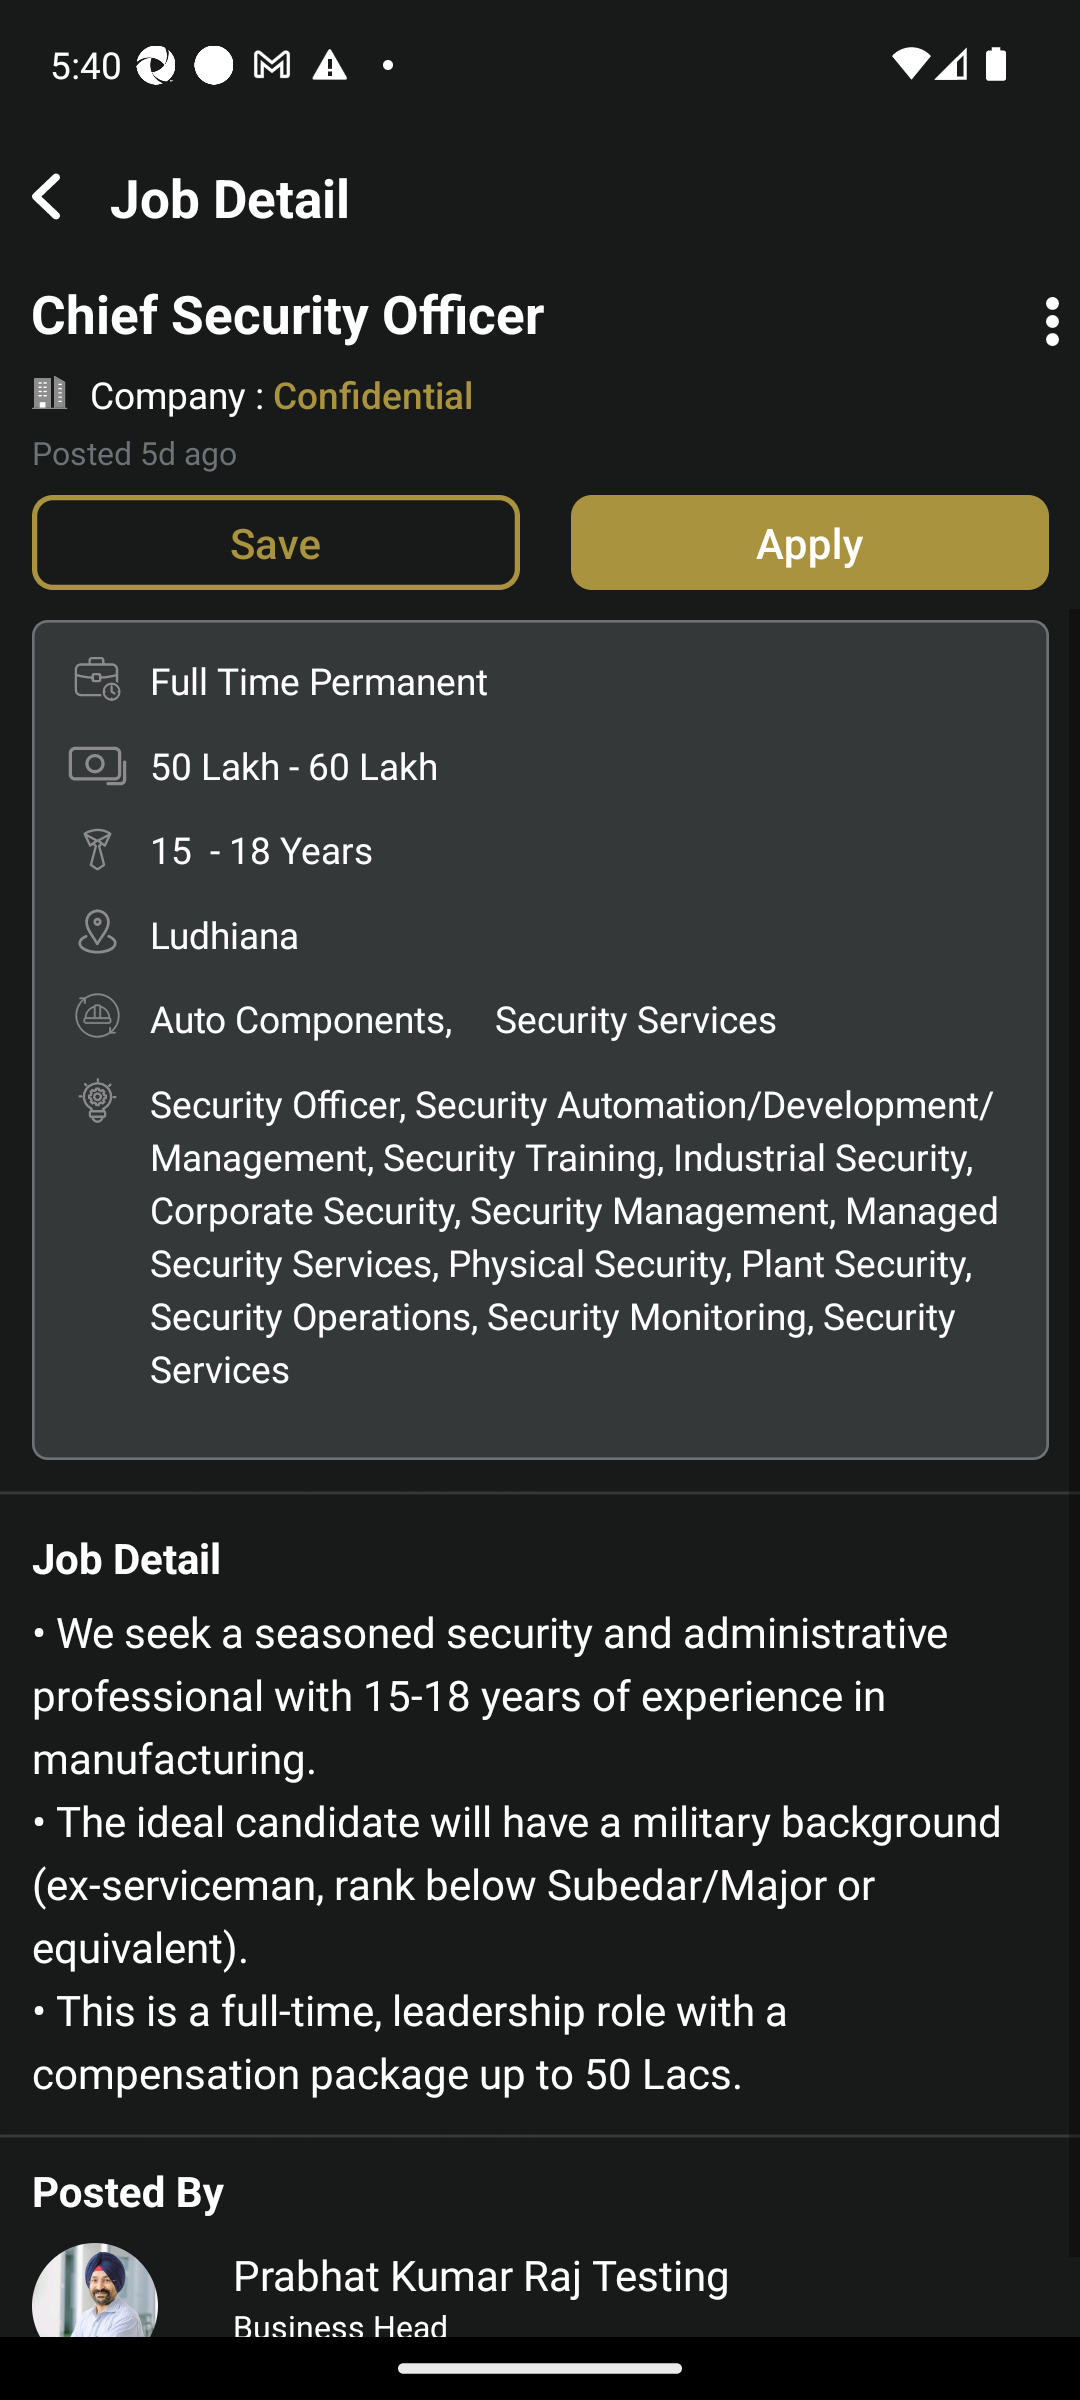 5:40
Job Detail
Chief Security Officer
Company : Confidential
Posted 5d ago
Save
Apply
Full Time Permanent
50 Lakh - 60 Lakh
15  - 18 Years
Ludhiana
Auto Components,    Security Services
Security Officer, Security Automation/Development/
Management, Security Training, Industrial Security,
Corporate Security, Security Management, Managed
Security Services, Physical Security, Plant Security,
Security Operations, Security Monitoring, Security
Services
Job Detail
• We seek a seasoned security and administrative
professional with 15-18 years of experience in
manufacturing.
• The ideal candidate will have a military background
(ex-serviceman, rank below Subedar/Major or
equivalent).
• This is a full-time, leadership role with a
compensation package up to 50 Lacs.
Posted By
Prabhat Kumar Raj Testing
Business Head